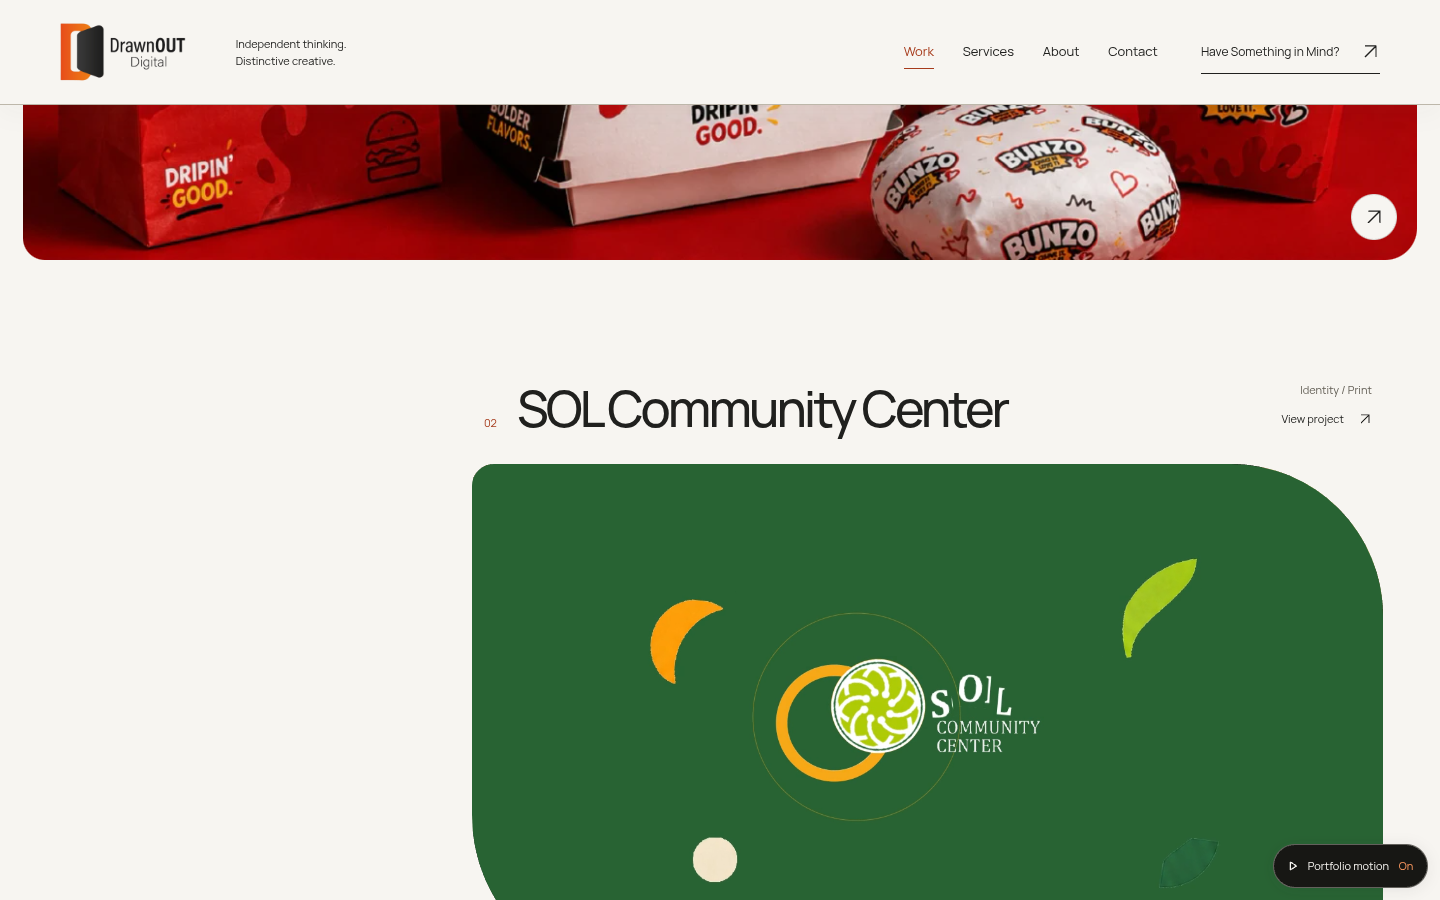 DrawnOUT
Digital
Independent thinking.
Distinctive creative.
Work
Services
About
Contact
Have Something in Mind?
DRIPIN'
GOOD.
BOLDER
FLAVORS.
DRIPIN'
GOOD.
BUNZO
BUNZO
BUNZO
BUNZO
BUNZO
LOVE IT.
02
SOL Community Center
Identity / Print
View project
SOL
COMMUNITY
CENTER
Portfolio motion On